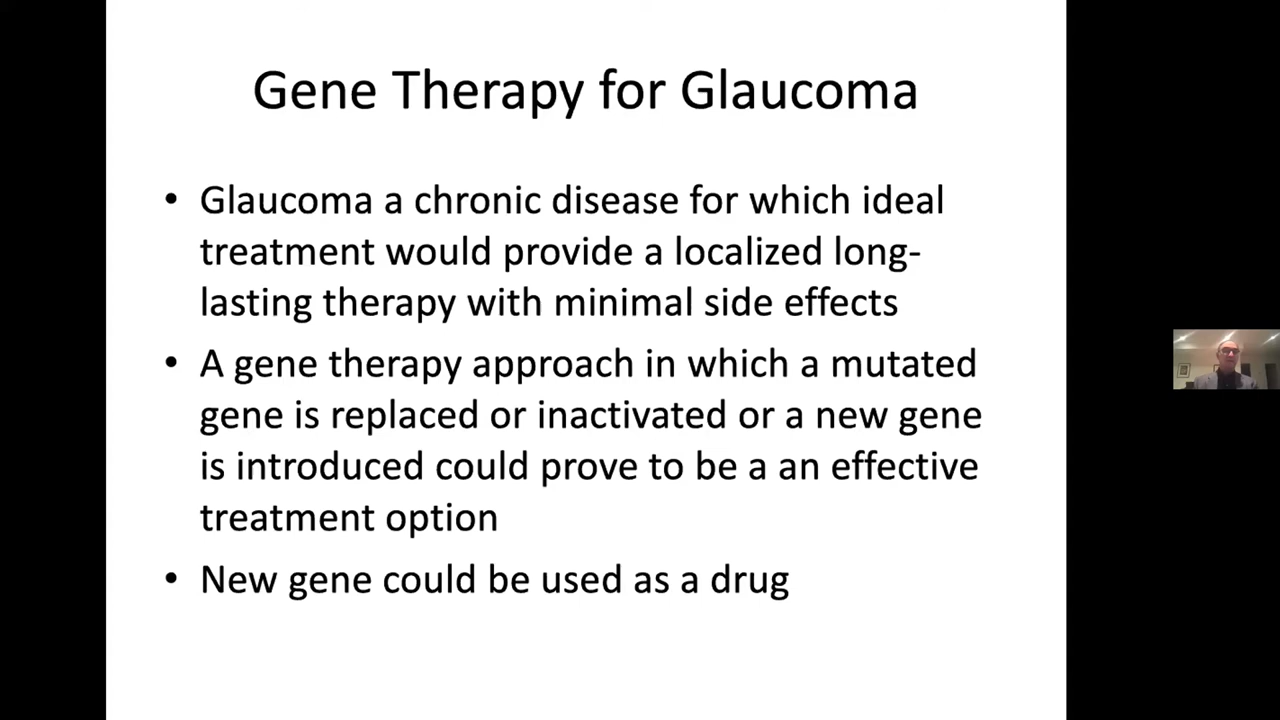 Gene Therapy for Glaucoma
• Glaucoma a chronic disease for which ideal
treatment would provide a localized long-
lasting therapy with minimal side effects
• A gene therapy approach in which a mutated
gene is replaced or inactivated or a new gene
is introduced could prove to be a an effective
treatment option
• New gene could be used as a drug